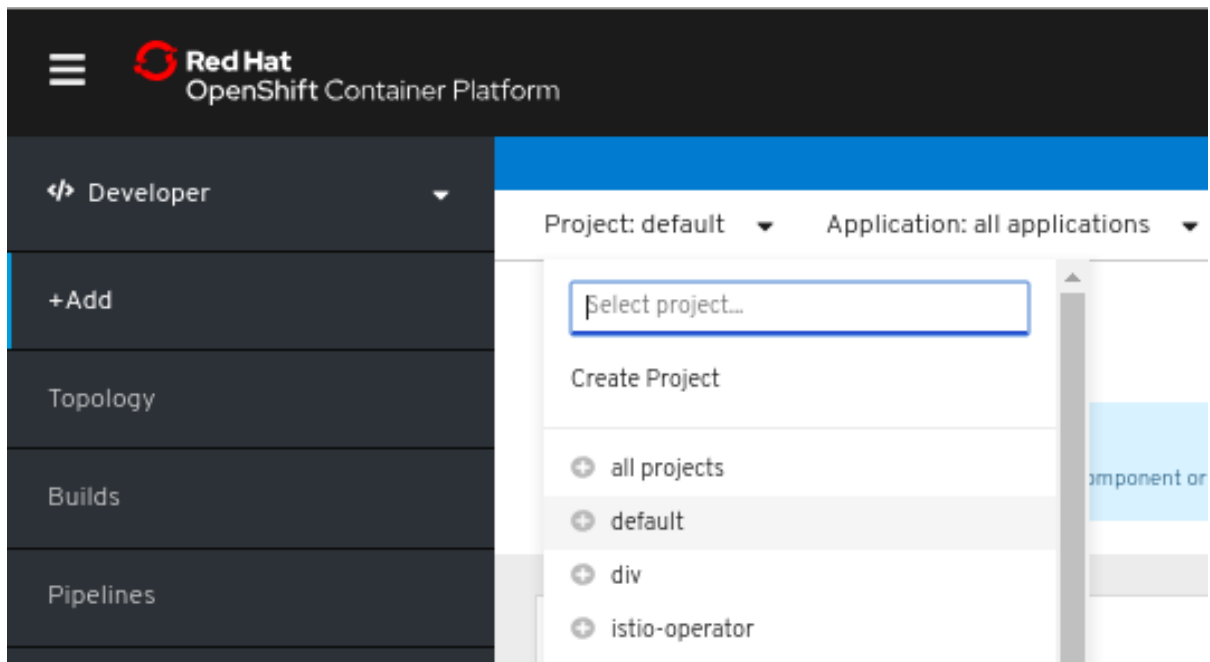 Red Hat
OpenShift Container Platform
</> Developer
Project: default
Application: all applications
+Add
Select project...
Create Project
Topology
all projects
component or
default
Builds
div
Pipelines
istio-operator